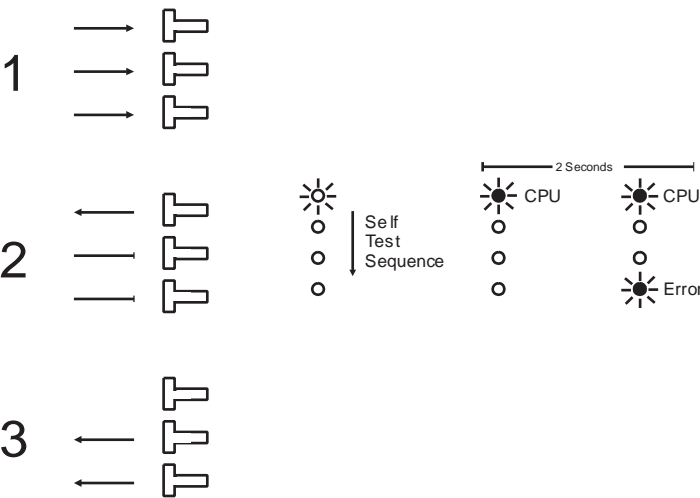 1
2 Seconds
CPU
CPU
2
Self
Test
Sequence
Error
3